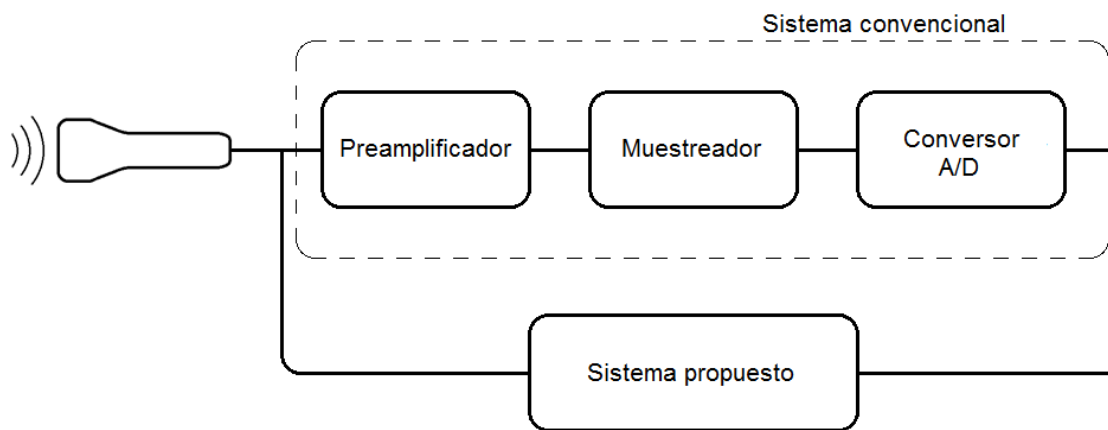 Sistema convencional
Preamplificador
Muestreador
Conversor
A/D
Sistema propuesto